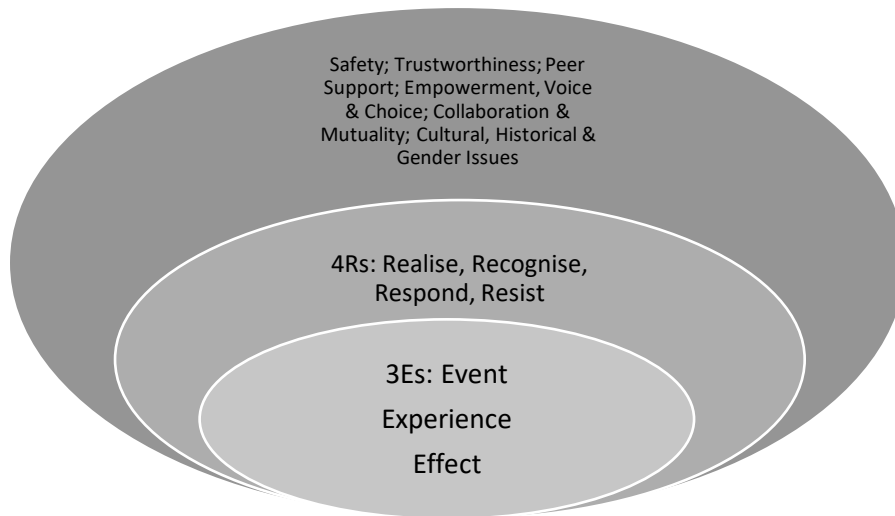 Safety; Trustworthiness; Peer
Support; Empowerment, Voice
& Choice; Collaboration &
Mutuality; Cultural, Historical &
Gender Issues
4Rs: Realise, Recognise,
Respond, Resist
3Es: Event
Experience
Effect